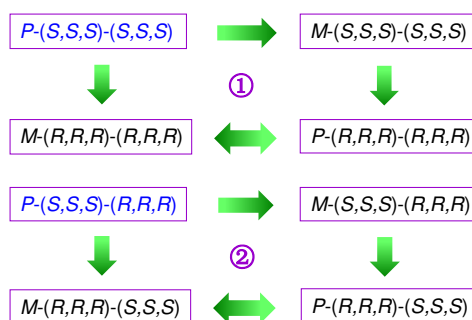 P-(S,S,S)-(S,S,S) M-(S,S,S)-(S,S,S)
①
M-(R,R,R)-(R,R,R) P-(R,R,R)-(R,R,R)
P-(S,S,S)-(R,R,R) M-(S,S,S)-(R,R,R)
②
M-(R,R,R)-(S,S,S) P-(R,R,R)-(S,S,S)